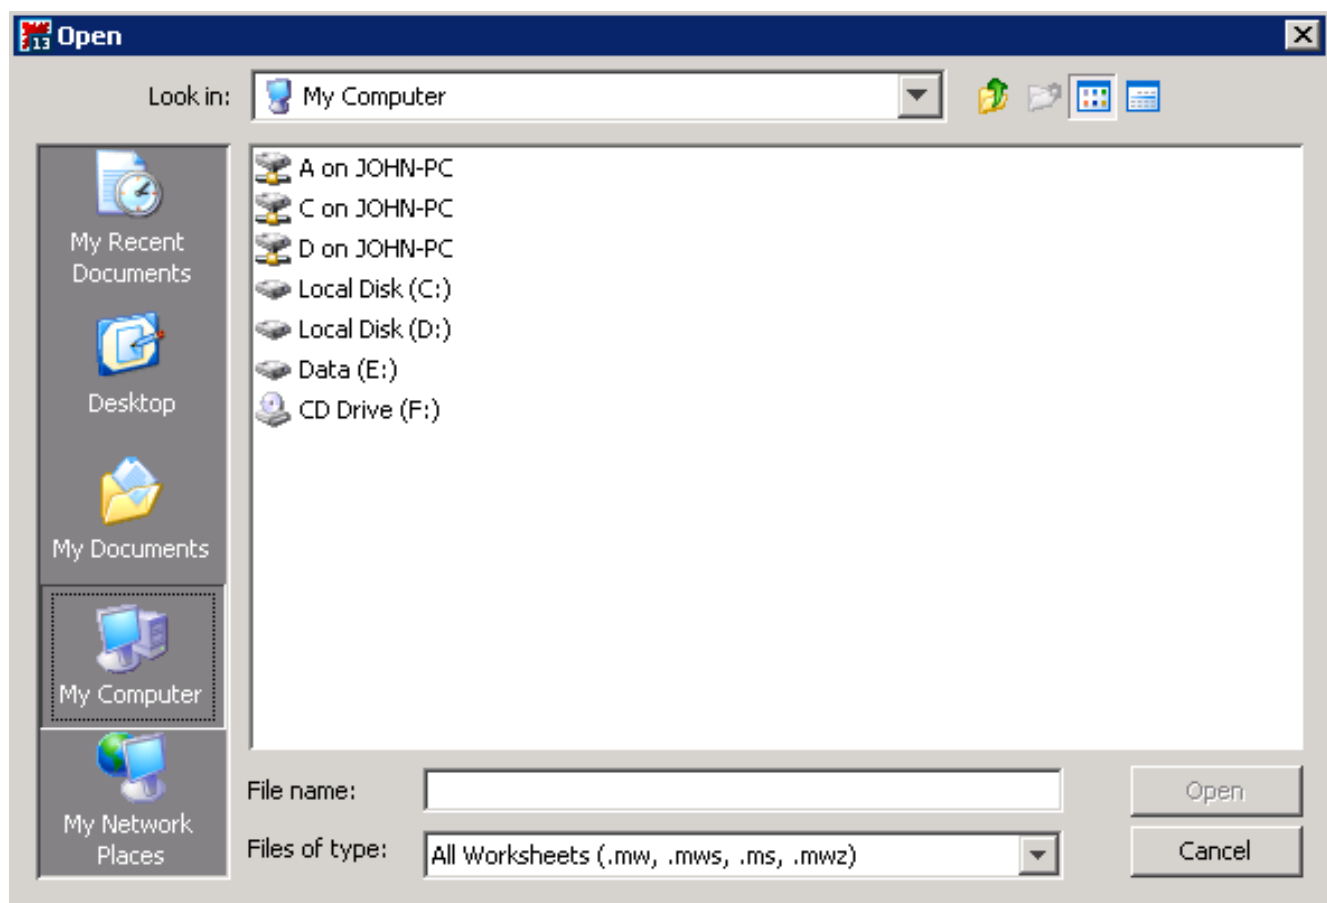 13 Open
Look in: My Computer
My Recent
Documents
Desktop
My Documents
My Computer
My Network
Places
A on JOHN-PC
C on JOHN-PC
D on JOHN-PC
Local Disk (C:)
Local Disk (D:)
Data (E:)
CD Drive (F:)
File name:
Open
Files of type: All Worksheets (.mw, .mws, .ms, .mwz)
Cancel